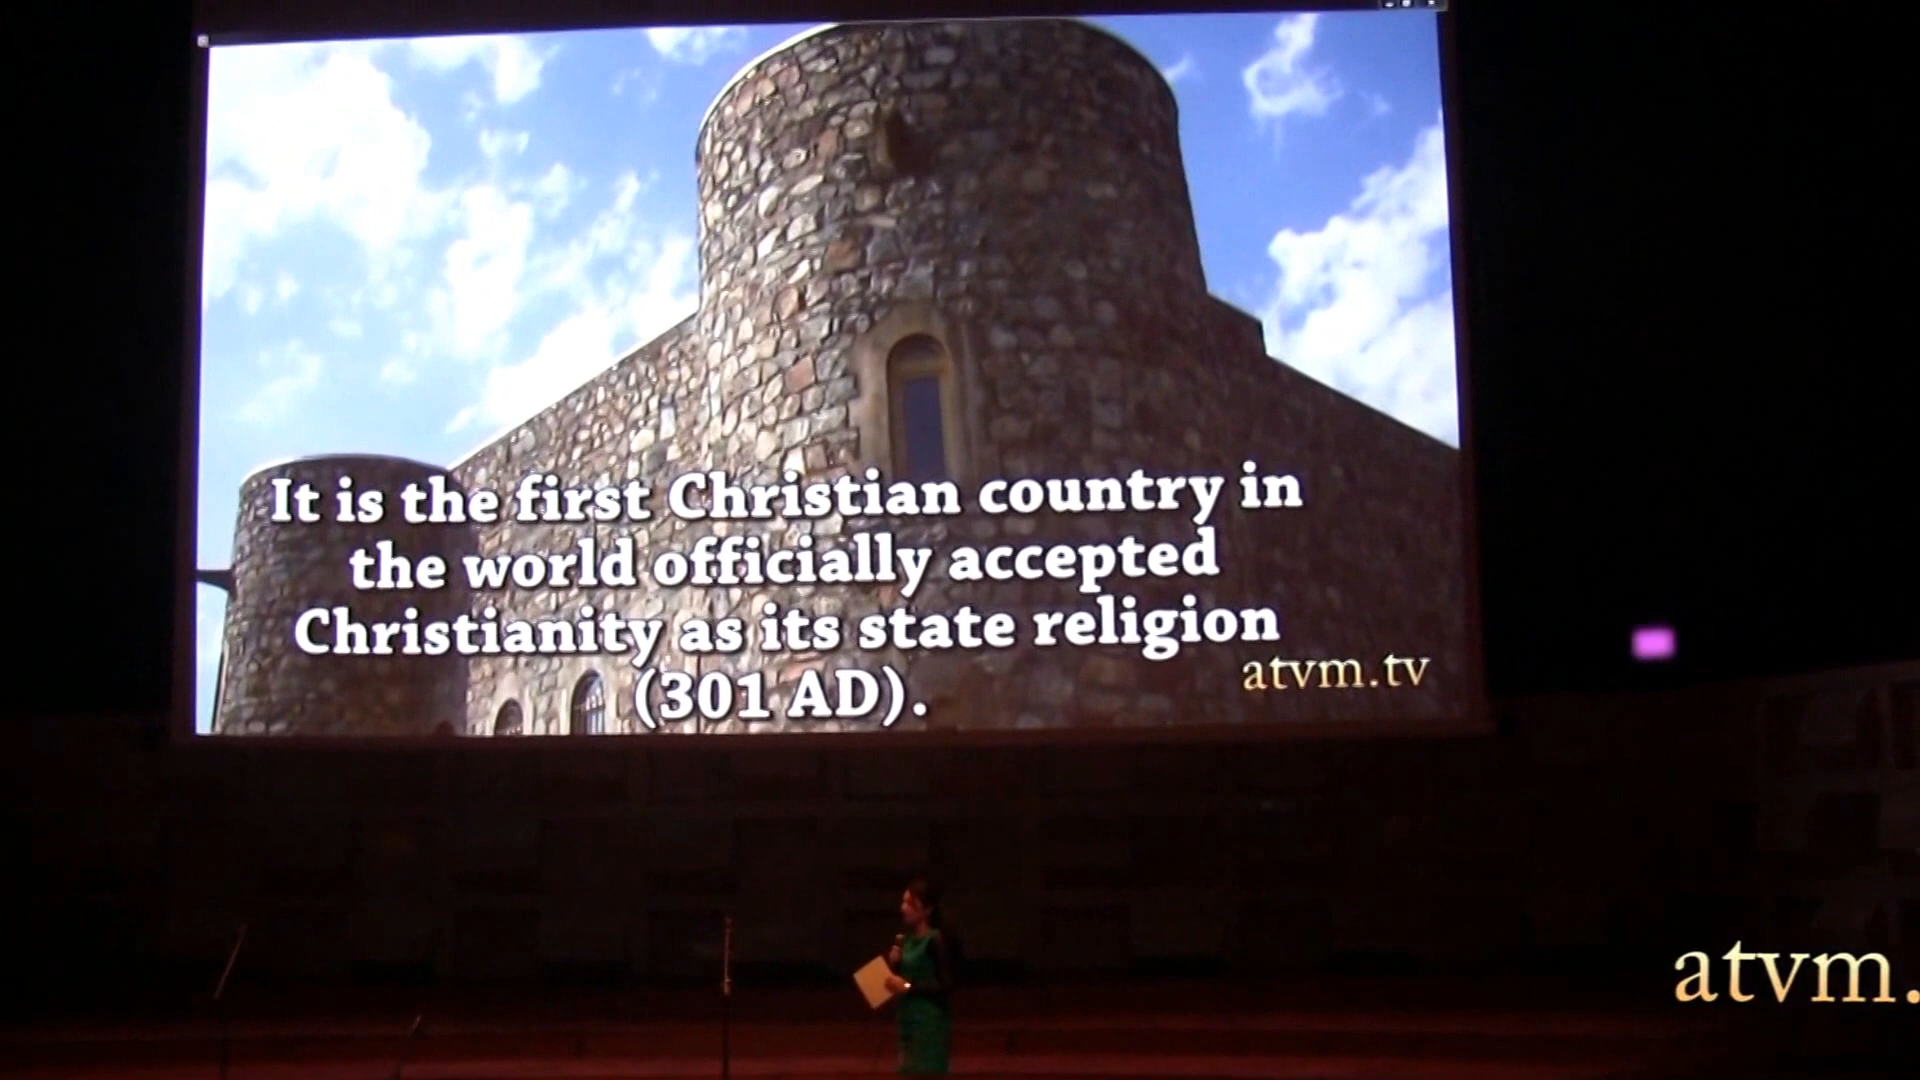 It is the first Christian country in
the world officially accepted
Christianity as its state religion
(301 AD).
atvm.tv
atvm.